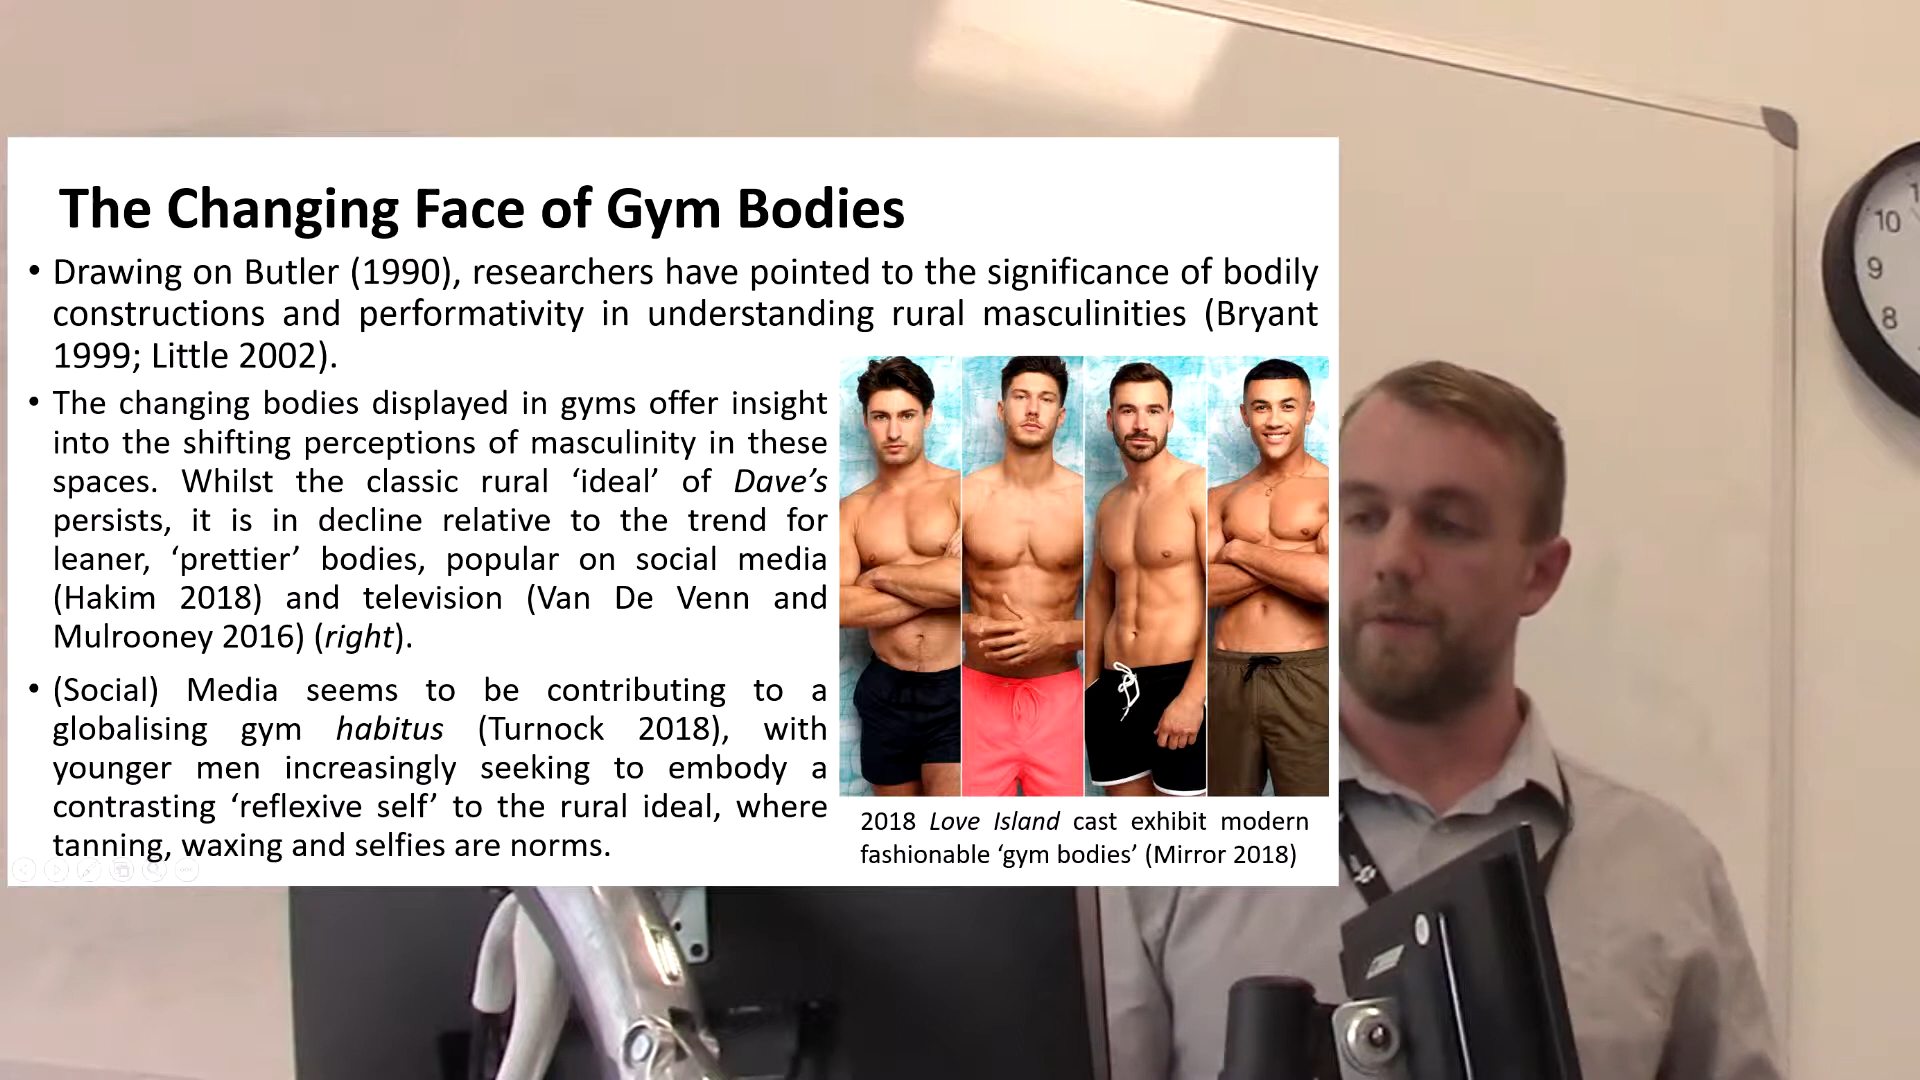 The Changing Face of Gym Bodies
• Drawing on Butler (1990), researchers have pointed to the significance of bodily
constructions and performativity in understanding rural masculinities (Bryant
1999; Little 2002).
• The changing bodies displayed in gyms offer insight
into the shifting perceptions of masculinity in these
spaces. Whilst the classic rural ‘ideal’ of Dave’s
persists, it is in decline relative to the trend for
leaner, ‘prettier’ bodies, popular on social media
(Hakim 2018) and television (Van De Venn and
Mulrooney 2016) (right).
• (Social) Media seems to be contributing to a
globalising gym habitus (Turnock 2018), with
younger men increasingly seeking to embody a
contrasting ‘reflexive self’ to the rural ideal, where
tanning, waxing and selfies are norms.
2018 Love Island cast exhibit modern
fashionable ‘gym bodies’ (Mirror 2018)
10
9
8